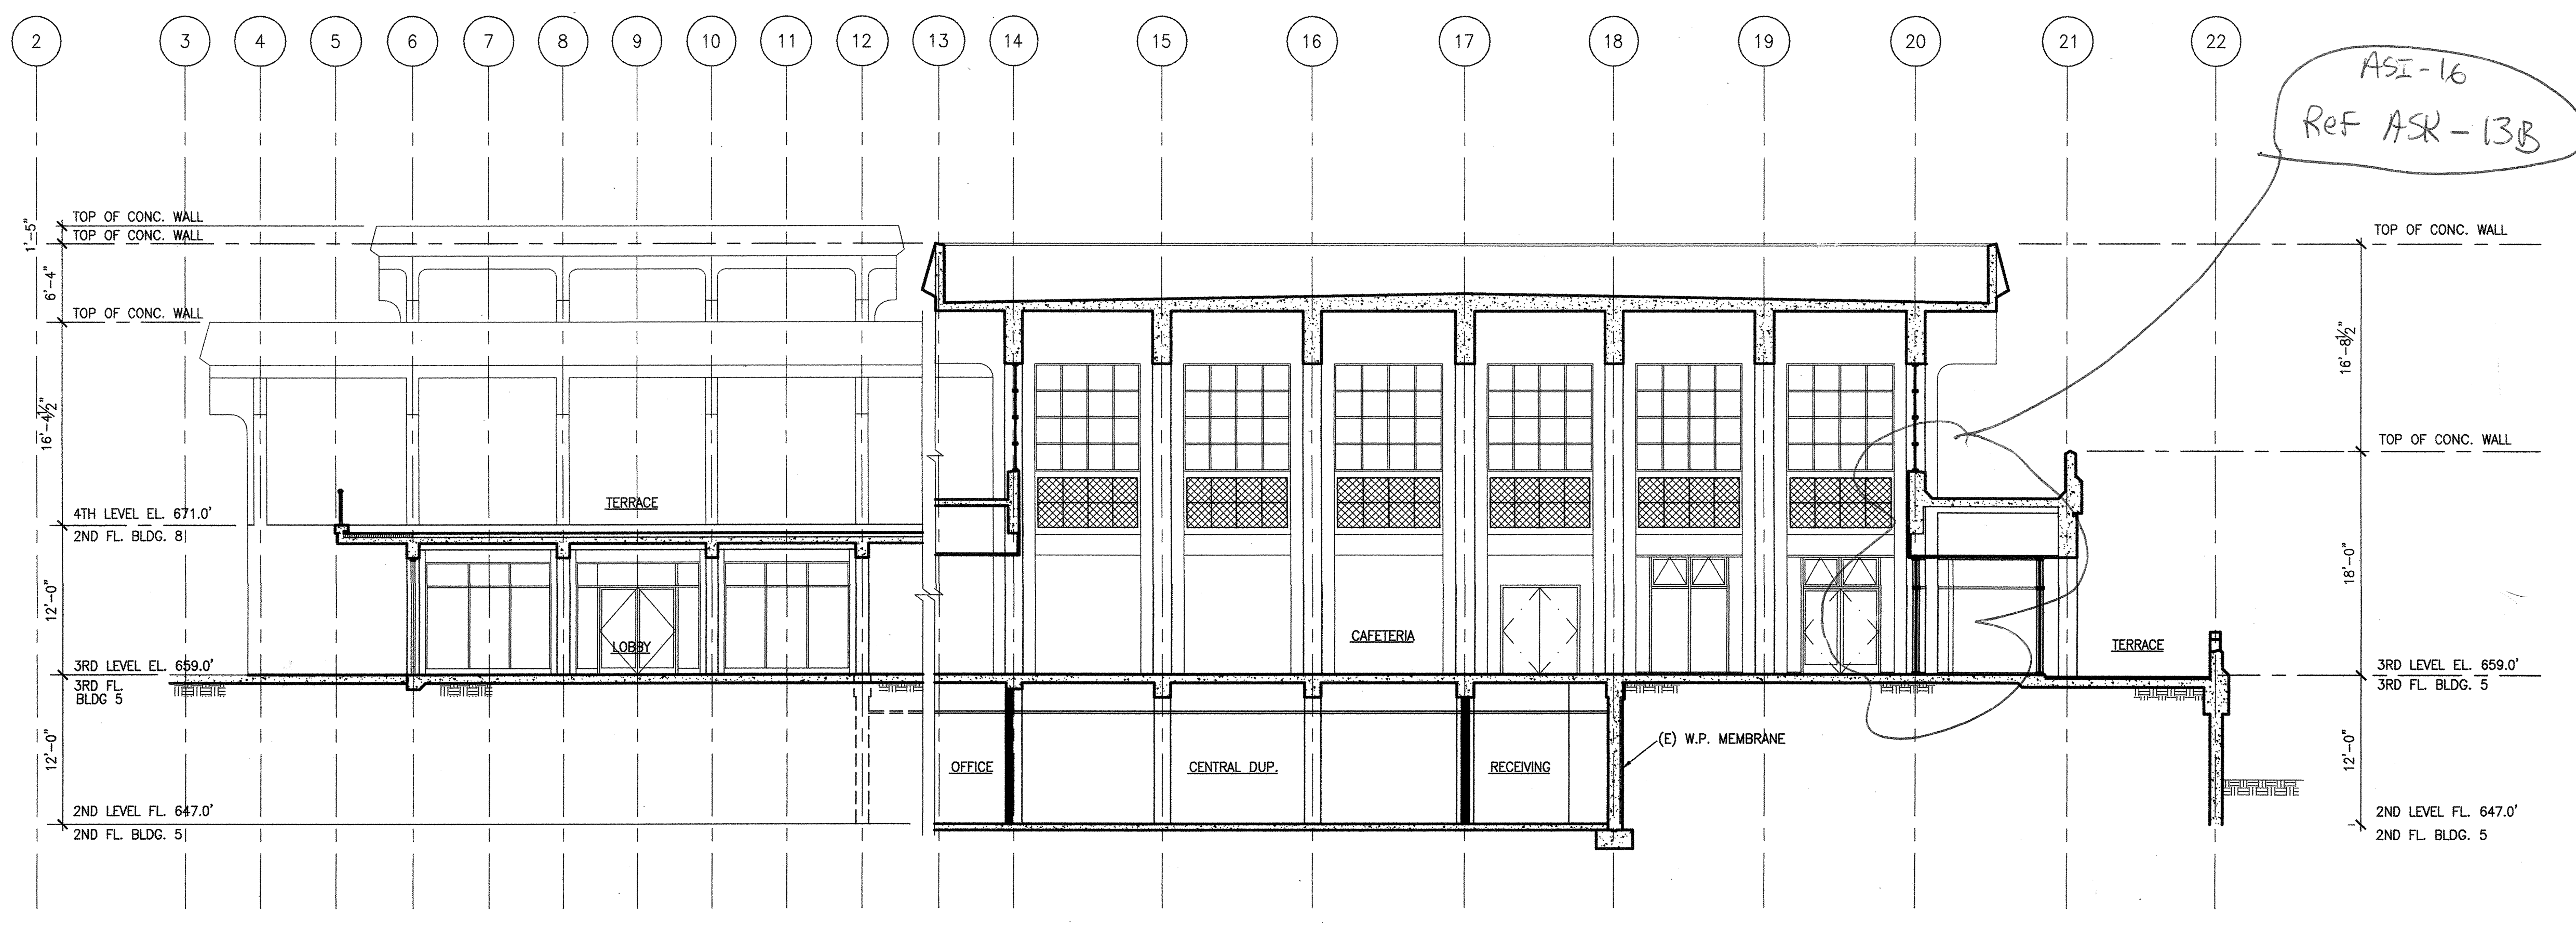 2 3 4 5 6 7 8 9 10 11 12 13 14 15 16 17 18 19 20 21 22
ASI-16
Ref ASK-13B
TOP OF CONC. WALL
1'-5"
TOP OF CONC. WALL
6'-4"
TOP OF CONC. WALL
16'-4½"
4TH LEVEL EL. 671.0'
2ND FL. BLDG. 8
12'-0"
3RD LEVEL EL. 659.0'
3RD FL.
BLDG 5
12'-0"
2ND LEVEL FL. 647.0'
2ND FL. BLDG. 5
TERRACE
LOBBY
CAFETERIA
TERRACE
OFFICE
CENTRAL DUP.
RECEIVING
(E) W.P. MEMBRANE
TOP OF CONC. WALL
16'-8½"
TOP OF CONC. WALL
18'-0"
3RD LEVEL EL. 659.0'
3RD FL. BLDG. 5
12'-0"
2ND LEVEL FL. 647.0'
2ND FL. BLDG. 5